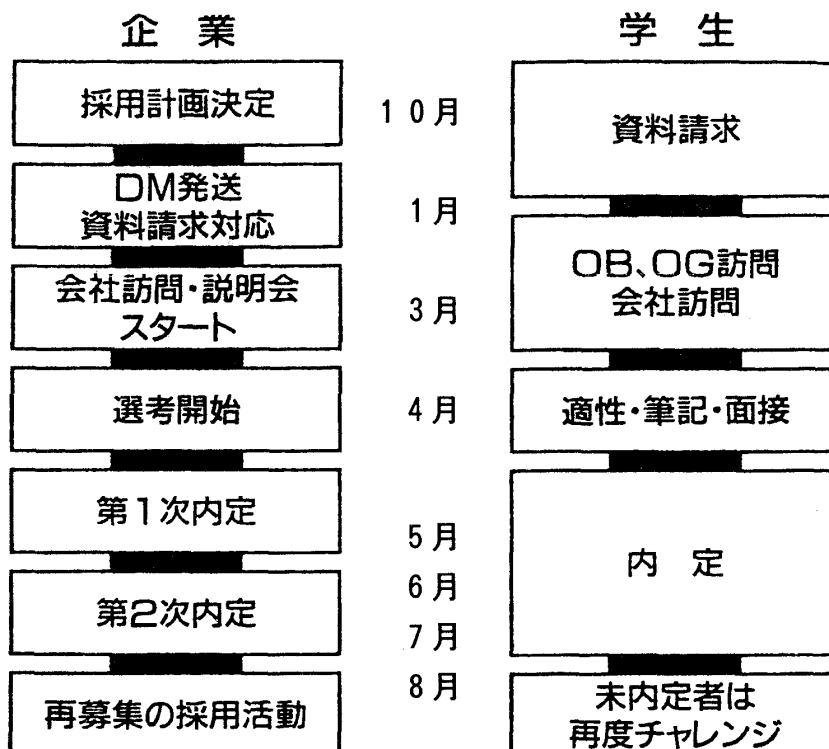 企 業
採用計画決定
DM発送
資料請求対応
会社訪問・説明会
スタート
選考開始
第1次内定
第2次内定
再募集の採用活動
10月
1月
3月
4月
5月
6月
7月
8月
学 生
資料請求
OB、OG訪問
会社訪問
適性・筆記・面接
内 定
未内定者は
再度チャレンジ